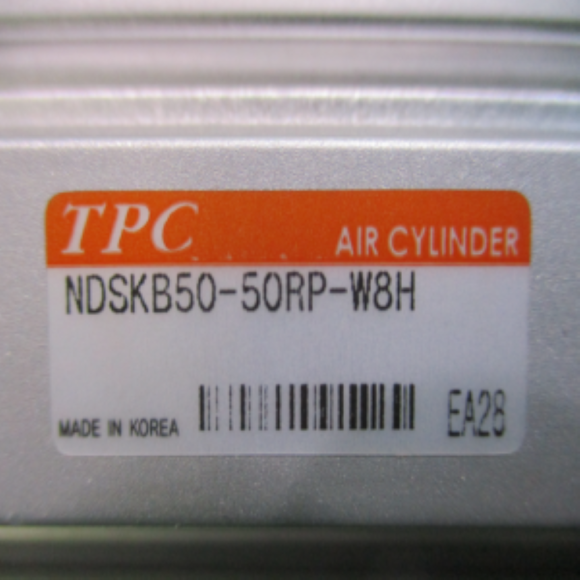 TPC AIR CYLINDER
NDSKB50-50RP-W8H
MADE IN KOREA EA28